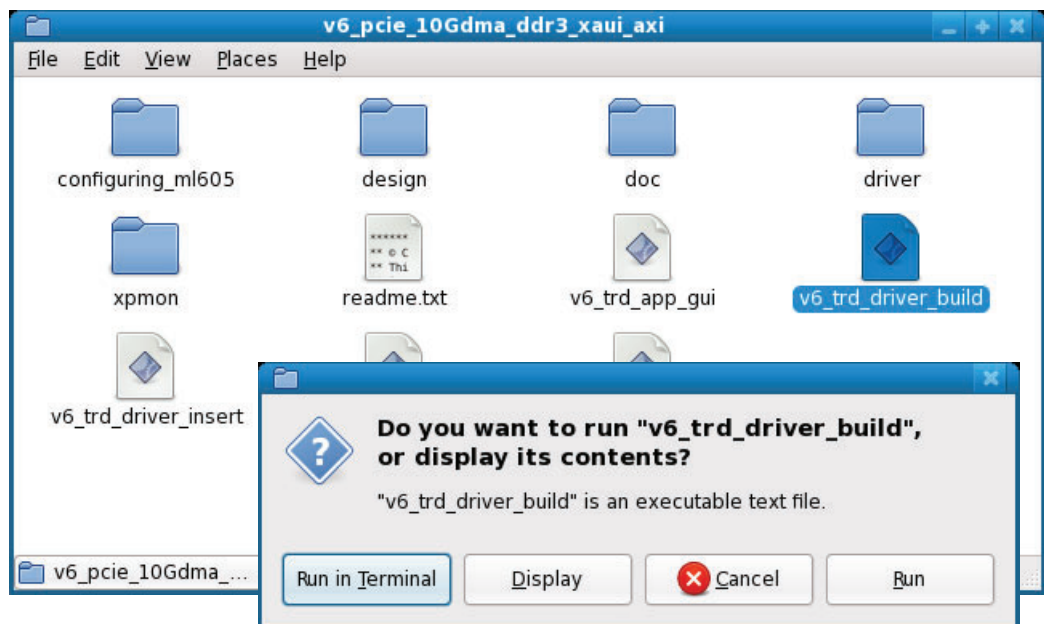 v6_pcie_10Gdma_ddr3_xaui_axi
File Edit View Places Help
configuring_ml605 design doc driver
****** 
** © C
** Thi
xpmon readme.txt v6_trd_app_gui v6_trd_driver_build
v6_trd_driver_insert
Do you want to run "v6_trd_driver_build",
or display its contents?
"v6_trd_driver_build" is an executable text file.
v6_pcie_10Gdma_... Run in Terminal Display Cancel Run